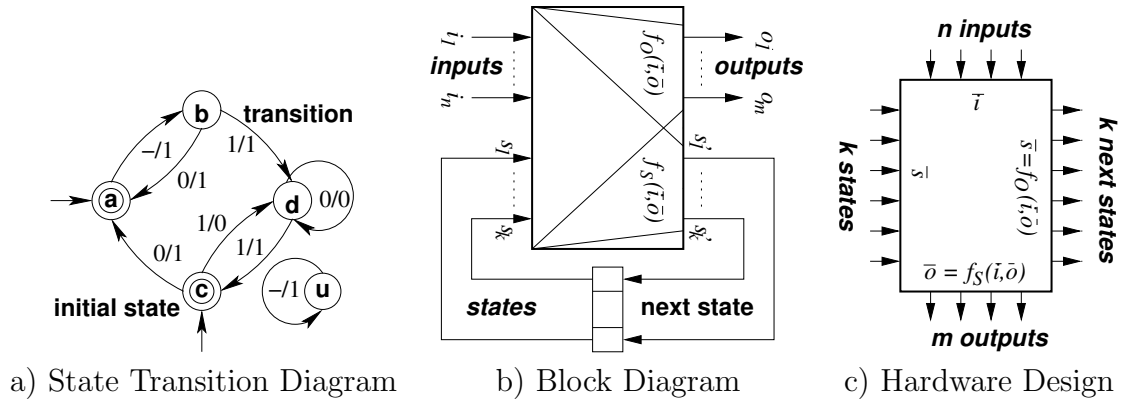 b
transition
–/1
1/1
0/1
a
d
0/0
1/0
0/1
1/1
–/1
u
c
initial state
a) State Transition Diagram
i1
inputs
in
fO(i̅,o̅)
o1
outputs
om
s1
s1'
fS(i̅,o̅)
sk
sk'
states
next state
b) Block Diagram
n inputs
i̅
k states
s̅
s̅=fO(i̅,o̅)
k next states
o̅ = fS(i̅,o̅)
m outputs
c) Hardware Design